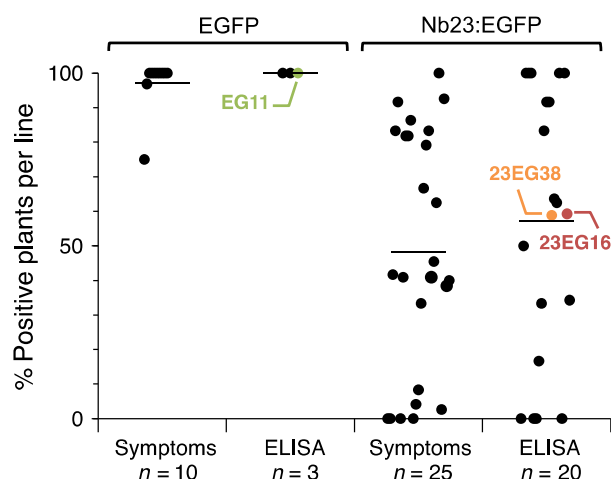 EGFP
Nb23:EGFP
% Positive plants per line
100
50
0
EG11
23EG38
23EG16
Symptoms
n = 10
ELISA
n = 3
Symptoms
n = 25
ELISA
n = 20